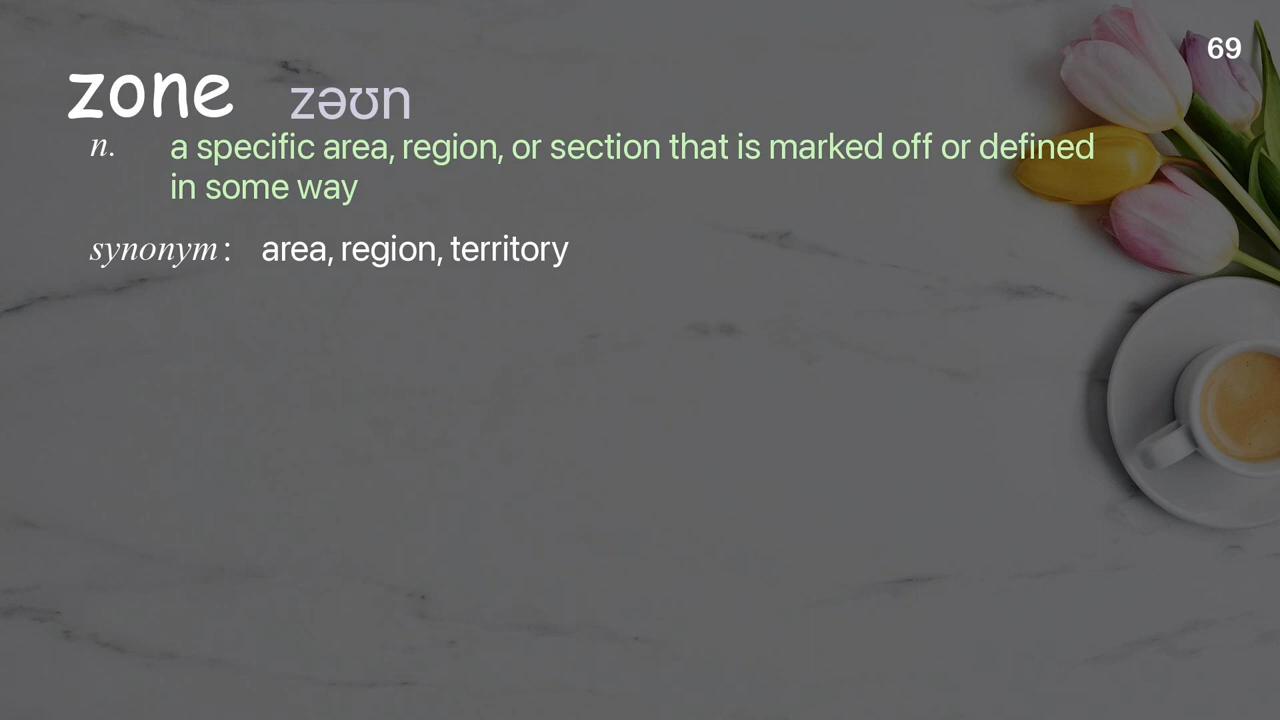 69
zone zəʊn
n. a specific area, region, or section that is marked off or defined
in some way
synonym: area, region, territory